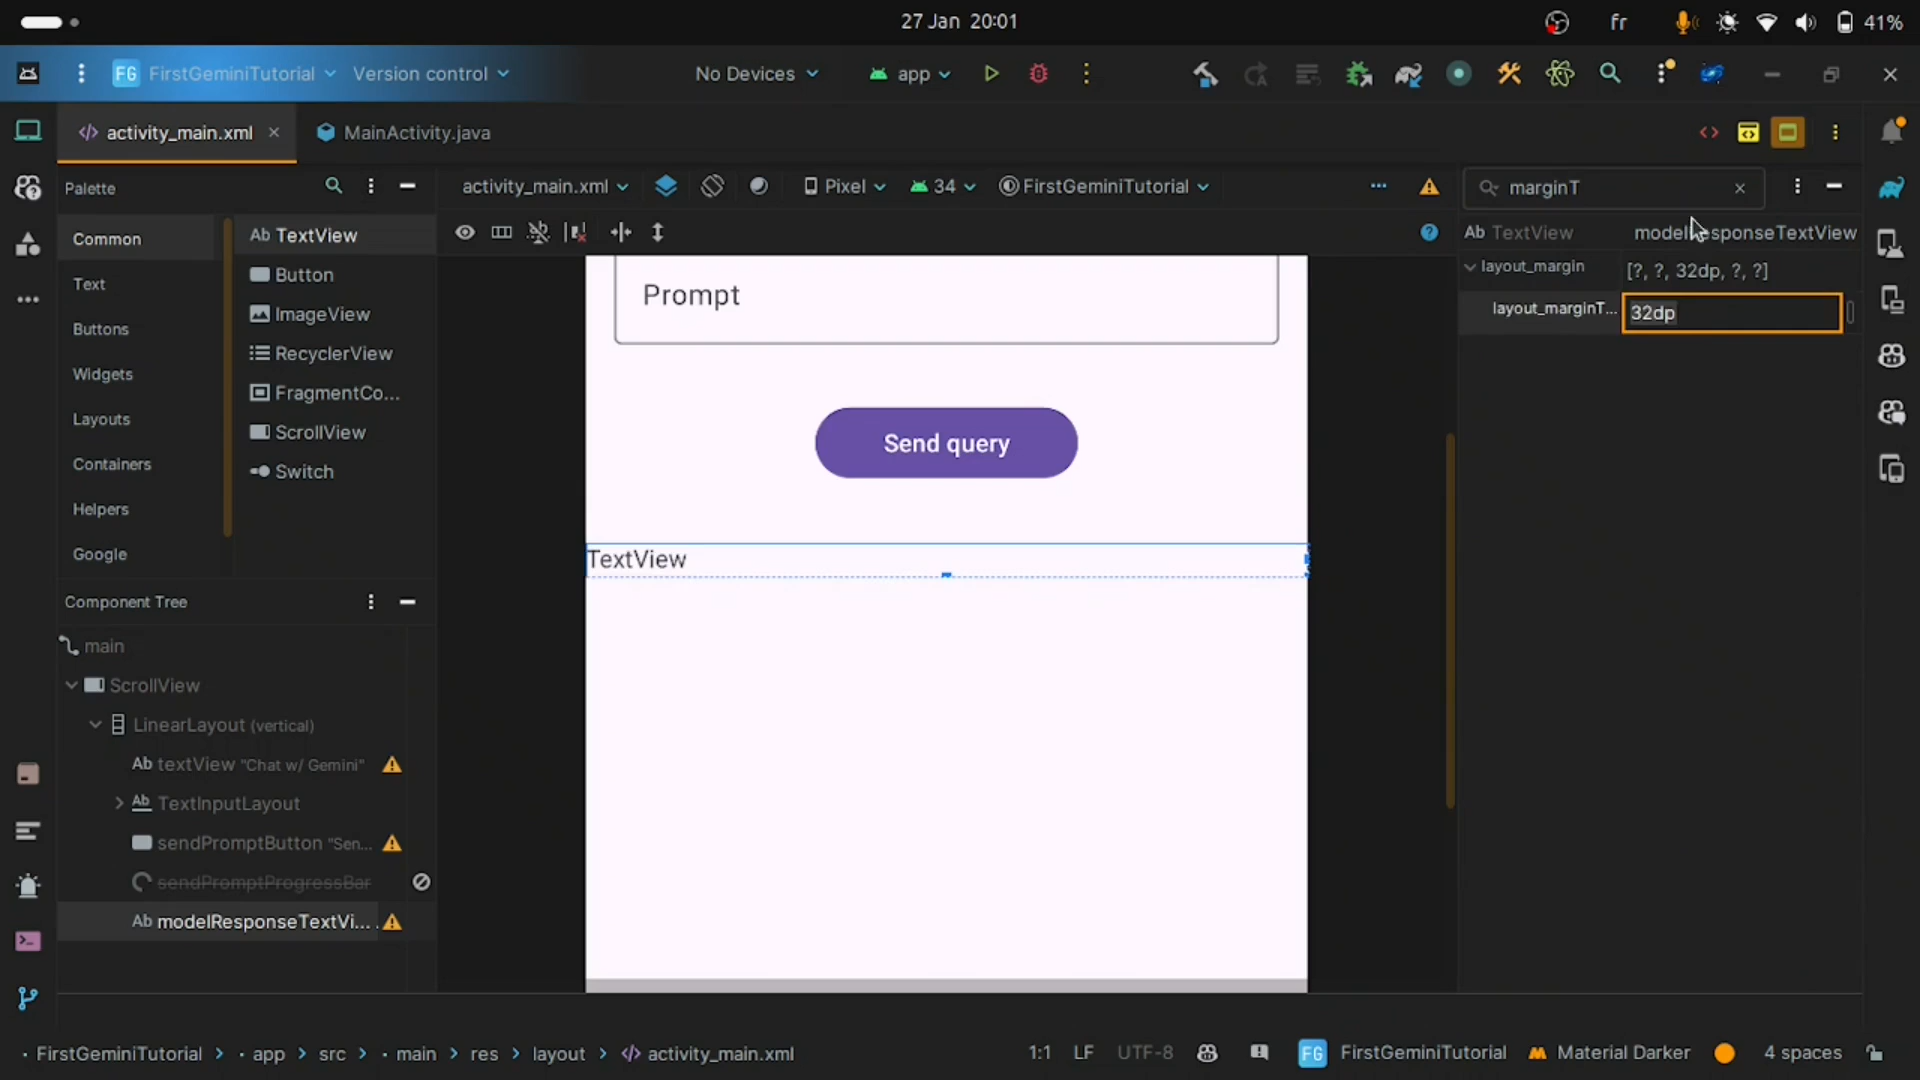 27 Jan 20:01
fr
41%
FG FirstGeminiTutorial
Version control
No Devices
app
activity_main.xml
MainActivity.java
Palette
activity_main.xml
Pixel
34
FirstGeminiTutorial
marginT
Common
Text
Buttons
Widgets
Layouts
Containers
Helpers
Google
Ab TextView
Button
ImageView
RecyclerView
FragmentCo...
ScrollView
Switch
Ab TextView
modelResponseTextView
layout_margin
[?, ?, 32dp, ?, ?]
layout_marginT...
32dp
Prompt
Send query
TextView
Component Tree
main
ScrollView
LinearLayout (vertical)
Ab textView "Chat w/ Gemini"
Ab TextInputLayout
sendPromptButton "Sen...
sendPromptProgressBar
Ab modelResponseTextVi...
FirstGeminiTutorial > app > src > main > res > layout > activity_main.xml
1:1
LF
UTF-8
FG FirstGeminiTutorial
Material Darker
4 spaces